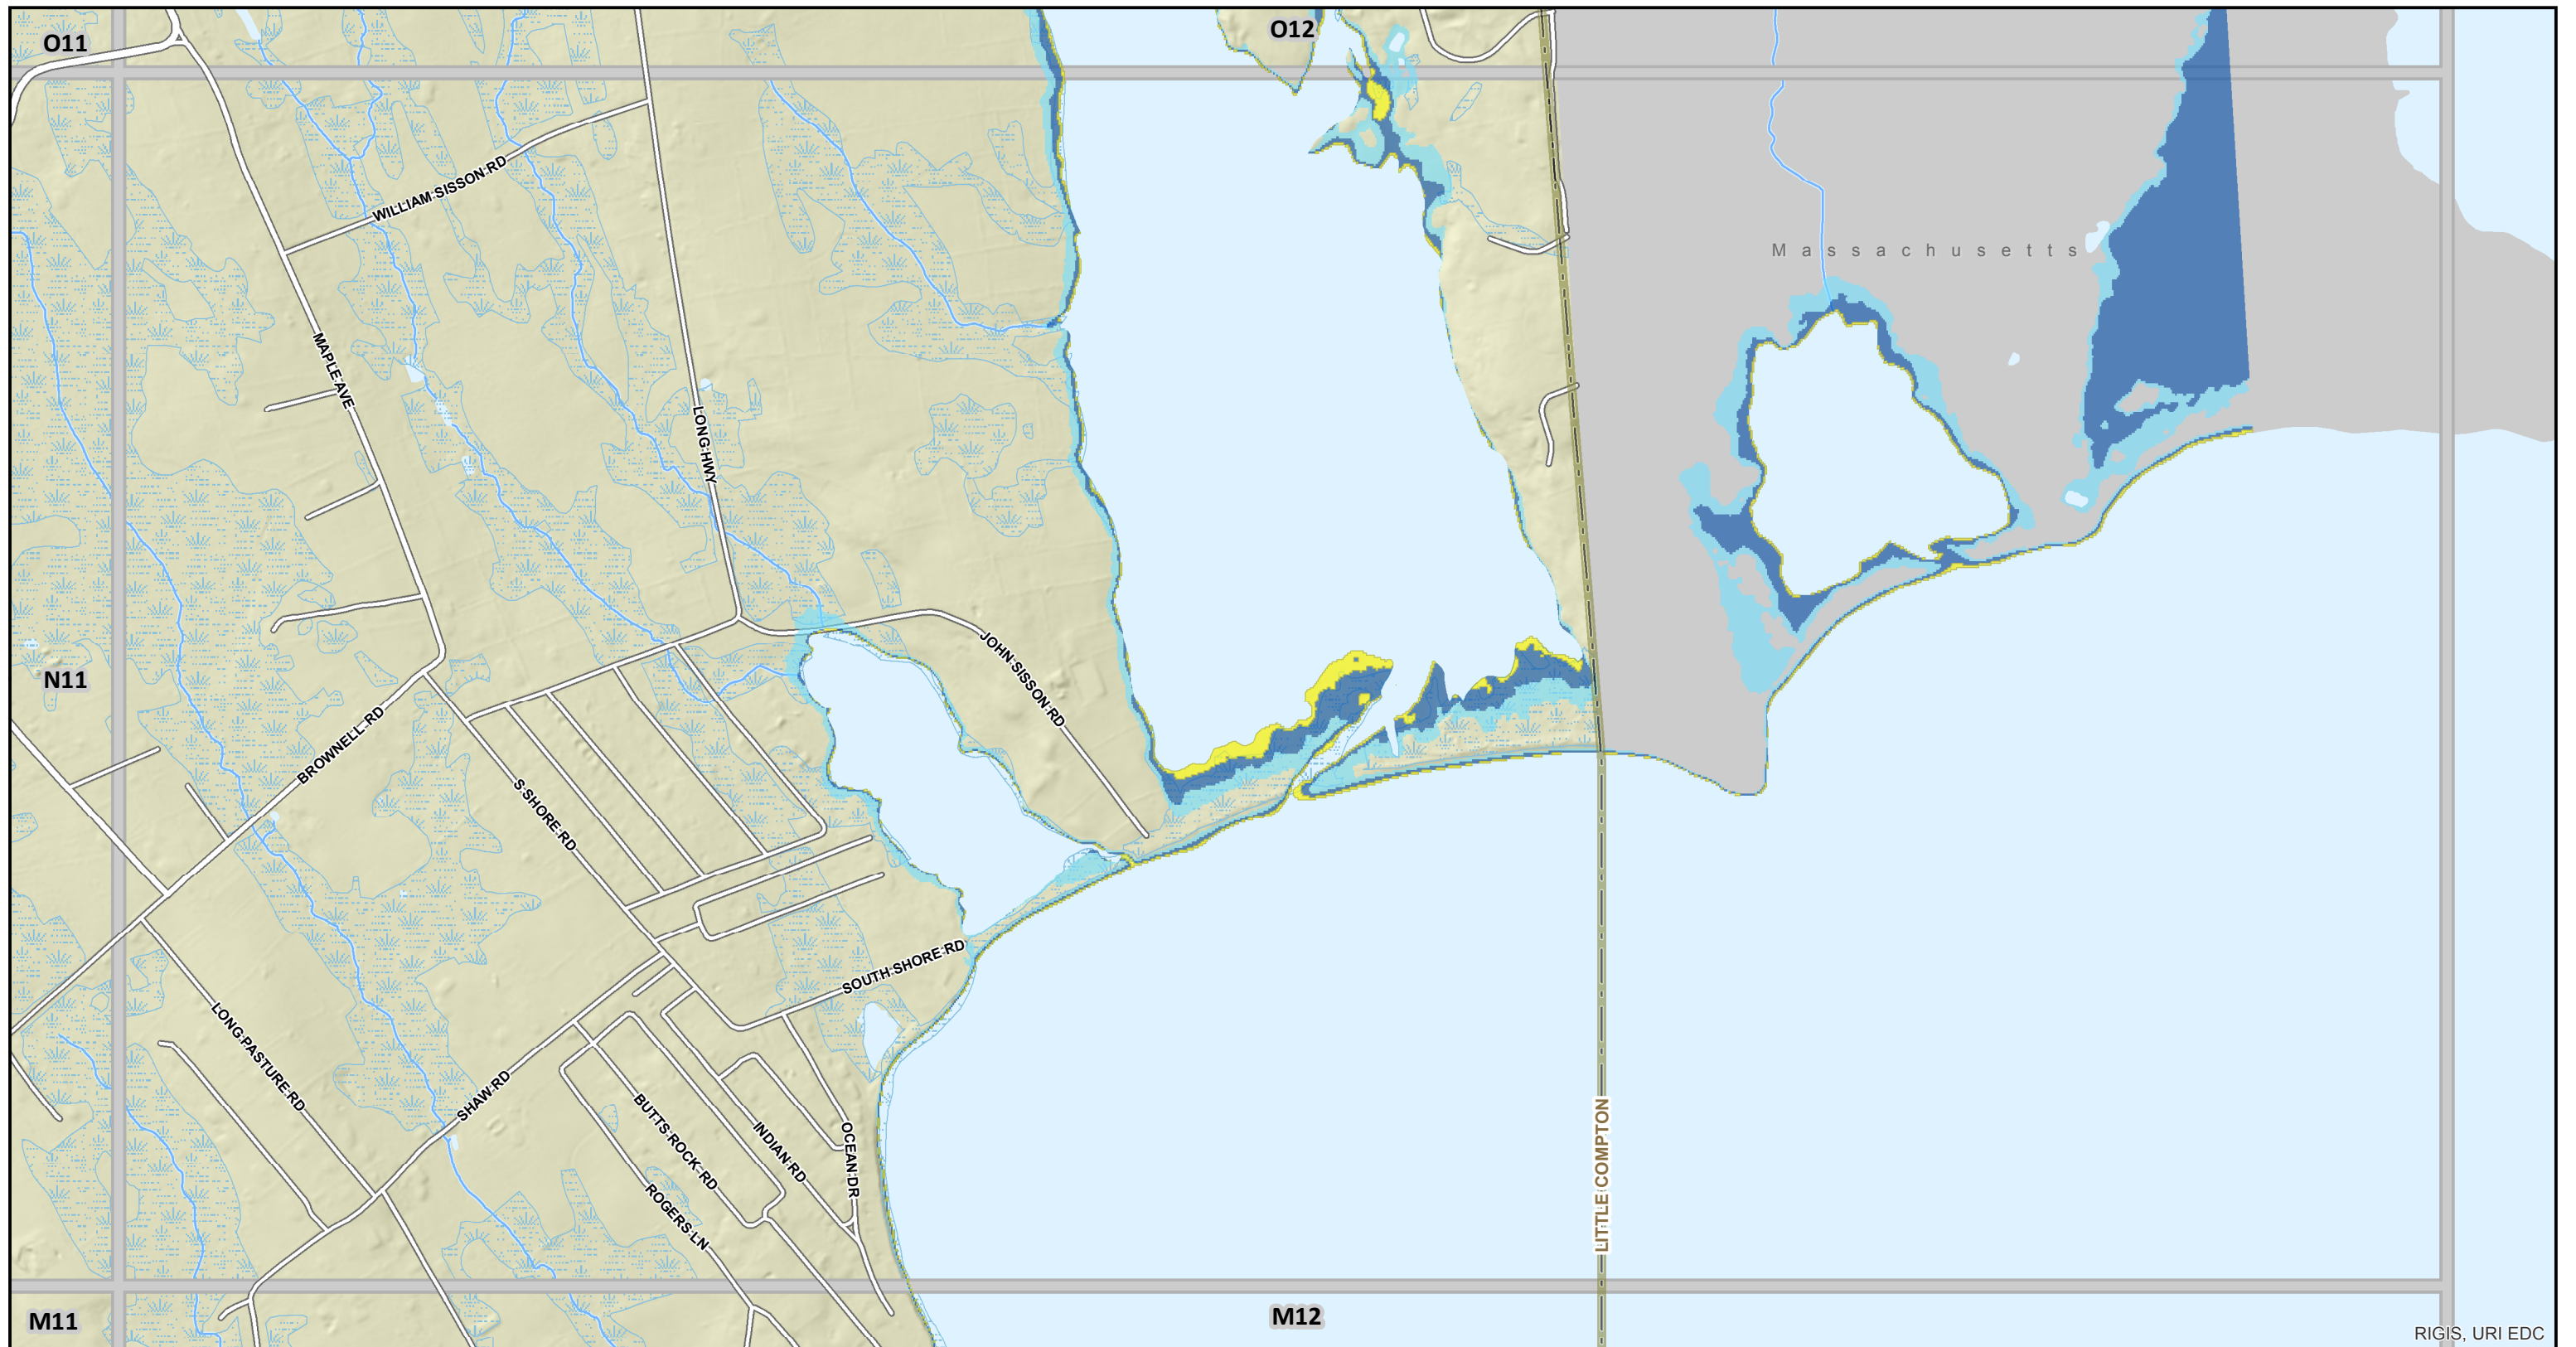 O11
O12
WILLIAM SISSON RD
Massachusetts
MAPLE AVE
LONG HWY
N11
JOHN SISSON RD
BROWNELL RD
S SHORE RD
SOUTH SHORE RD
LONG PASTURE RD
SHAW RD
BUTTS ROCK RD
INDIAN RD
OCEAN DR
ROGERS LN
LITTLE COMPTON
M11
M12
RIGIS, URI EDC